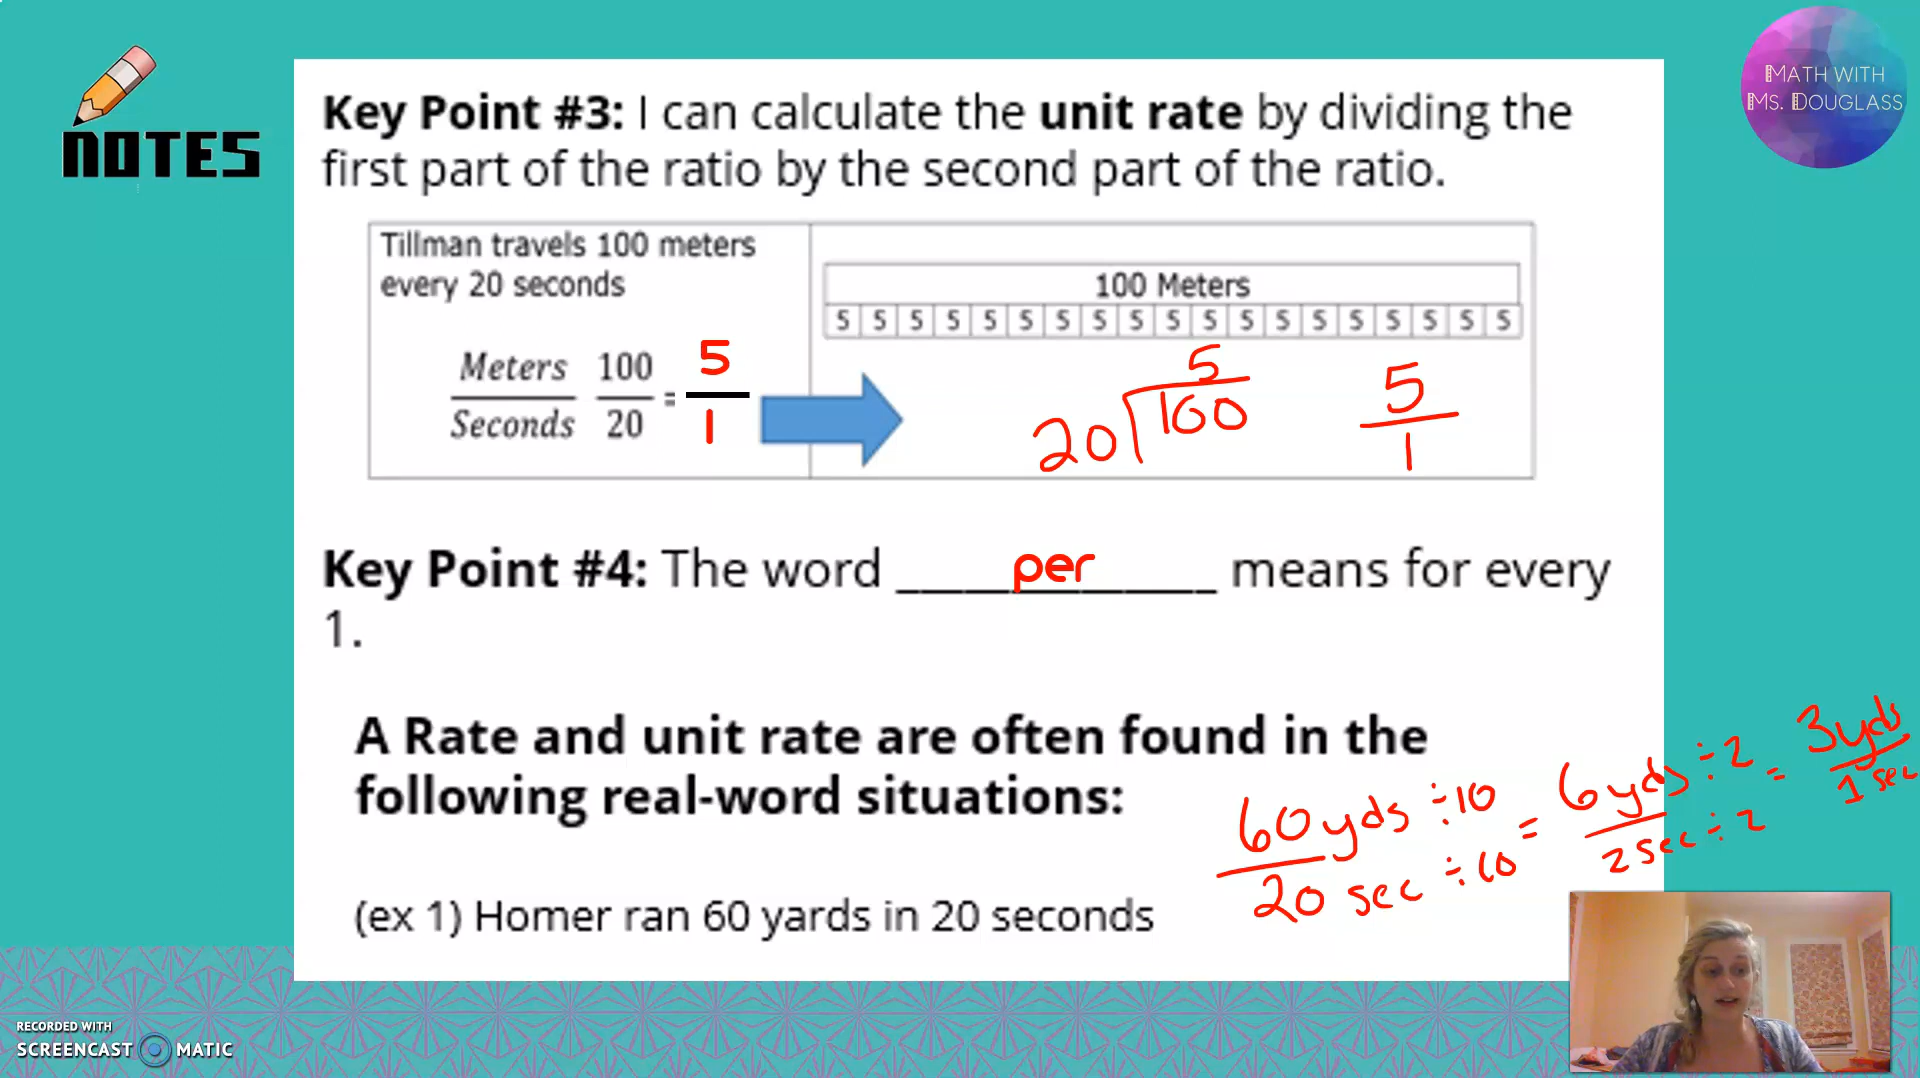 NOTES
MATH WITH
MS. DOUGLASS
Key Point #3: I can calculate the unit rate by dividing the
first part of the ratio by the second part of the ratio.
Tillman travels 100 meters
every 20 seconds
Meters/Seconds 100/20 = 5/1
100 Meters
5 5 5 5 5 5 5 5 5 5 5 5 5 5 5 5 5 5 5
5
20 100
5/1
Key Point #4: The word per means for every
1.
A Rate and unit rate are often found in the
following real-word situations:
60 yds ÷10 / 20 sec ÷10 = 6 yds ÷2 / 2 sec ÷2 = 3 yds / 1 sec
(ex 1) Homer ran 60 yards in 20 seconds
RECORDED WITH
SCREENCAST MATIC